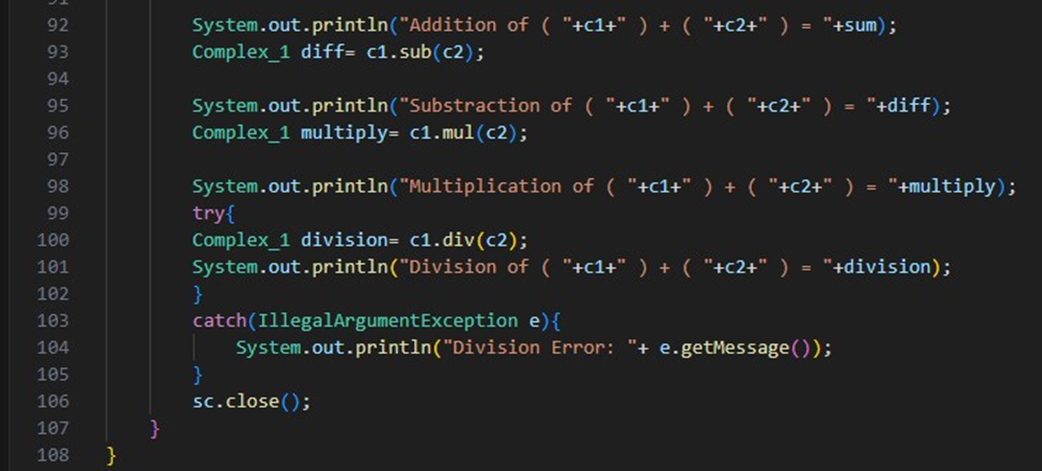 92 System.out.println("Addition of ( "+c1+" ) + ( "+c2+" ) = "+sum);
93 Complex_1 diff= c1.sub(c2);
94
95 System.out.println("Substraction of ( "+c1+" ) + ( "+c2+" ) = "+diff);
96 Complex_1 multiply= c1.mul(c2);
97
98 System.out.println("Multiplication of ( "+c1+" ) + ( "+c2+" ) = "+multiply);
99 try{
100 Complex_1 division= c1.div(c2);
101 System.out.println("Division of ( "+c1+" ) + ( "+c2+" ) = "+division);
102 }
103 catch(IllegalArgumentException e){
104 System.out.println("Division Error: "+ e.getMessage());
105 }
106 sc.close();
107 }
108 }